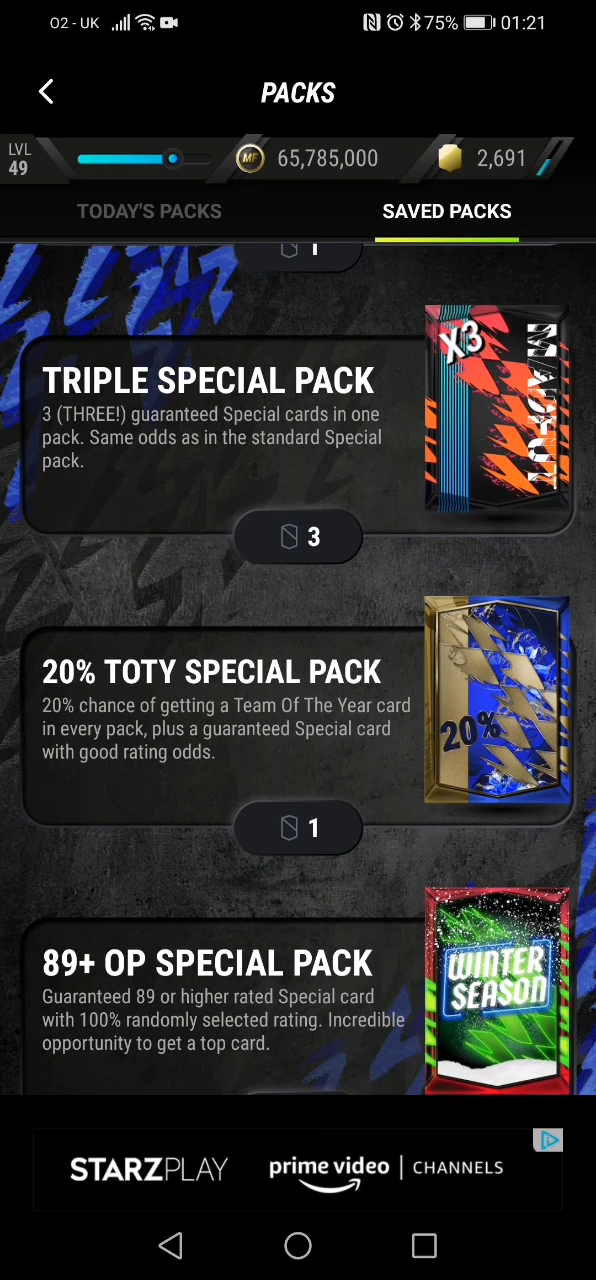 O2 - UK 75% 01:21
PACKS
LVL
49
MF 65,785,000 2,691
TODAY'S PACKS SAVED PACKS
1
TRIPLE SPECIAL PACK
3 (THREE!) guaranteed Special cards in one
pack. Same odds as in the standard Special
pack.
X3
MADFUT
3
20% TOTY SPECIAL PACK
20% chance of getting a Team Of The Year card
in every pack, plus a guaranteed Special card
with good rating odds.
20%
1
89+ OP SPECIAL PACK
Guaranteed 89 or higher rated Special card
with 100% randomly selected rating. Incredible
opportunity to get a top card.
WINTER
SEASON
STARZPLAY prime video | CHANNELS